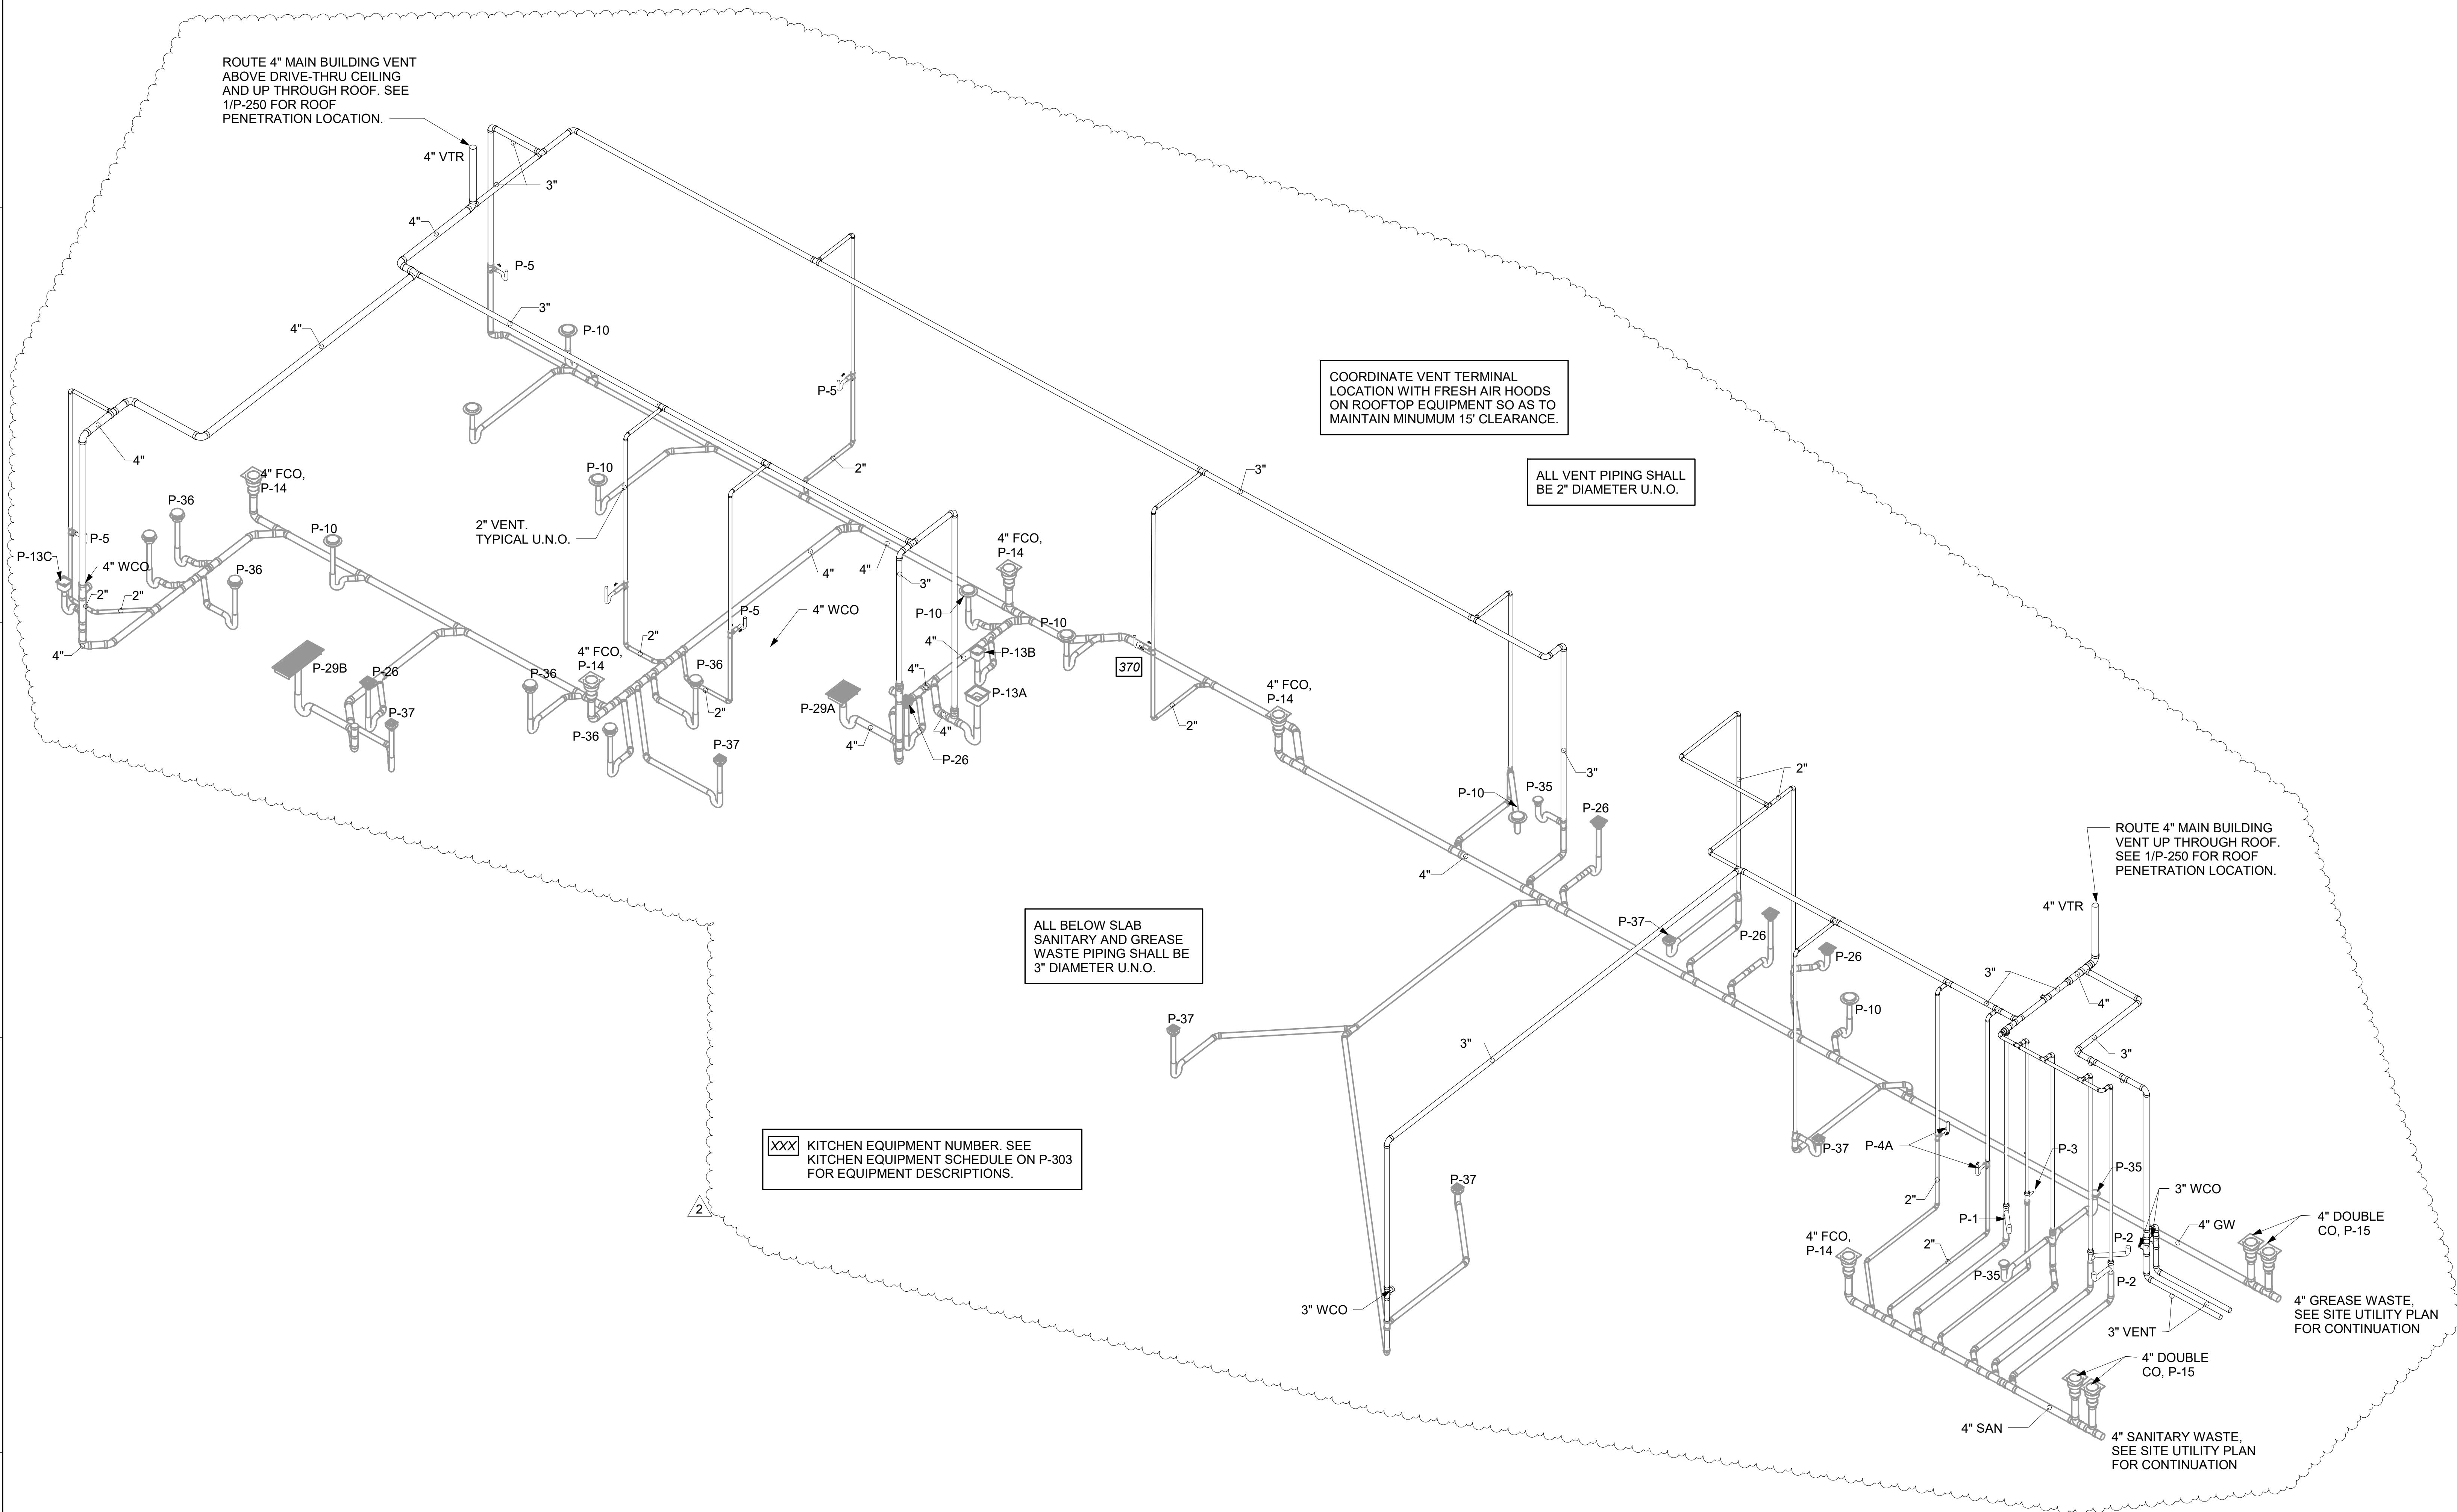 ROUTE 4" MAIN BUILDING VENT
ABOVE DRIVE-THRU CEILING
AND UP THROUGH ROOF. SEE
1/P-250 FOR ROOF
PENETRATION LOCATION.
4" VTR
3"
4"
P-5
4"
3"
P-10
P-5
4"
2"
P-10
4" FCO,
P-14
P-36
P-10
2" VENT.
TYPICAL U.N.O.
P-5
P-13C
4" WCO
2"
2"
P-36
4"
P-29B
P-26
P-37
4" FCO,
P-14
P-36
P-36
2"
P-36
2"
P-37
P-5
4" WCO
4"
4"
3"
4" FCO,
P-14
P-10
P-10
4"
P-13B
4"
P-13A
P-29A
4"
4"
P-26
370
2"
3"
4" FCO,
P-14
COORDINATE VENT TERMINAL
LOCATION WITH FRESH AIR HOODS
ON ROOFTOP EQUIPMENT SO AS TO
MAINTAIN MINUMUM 15' CLEARANCE.
ALL VENT PIPING SHALL
BE 2" DIAMETER U.N.O.
3"
P-10
P-35
P-26
4"
2"
ROUTE 4" MAIN BUILDING
VENT UP THROUGH ROOF.
SEE 1/P-250 FOR ROOF
PENETRATION LOCATION.
4" VTR
ALL BELOW SLAB
SANITARY AND GREASE
WASTE PIPING SHALL BE
3" DIAMETER U.N.O.
P-37
P-26
P-26
P-10
3"
4"
3"
P-37
3"
XXX
KITCHEN EQUIPMENT NUMBER. SEE
KITCHEN EQUIPMENT SCHEDULE ON P-303
FOR EQUIPMENT DESCRIPTIONS.
2
P-37
3" WCO
P-37
P-4A
P-3
P-35
3" WCO
2"
P-1
2"
4" FCO,
P-14
P-35
P-2
P-2
4" GW
4" DOUBLE
CO, P-15
4" GREASE WASTE,
SEE SITE UTILITY PLAN
FOR CONTINUATION
3" VENT
4" DOUBLE
CO, P-15
4" SAN
4" SANITARY WASTE,
SEE SITE UTILITY PLAN
FOR CONTINUATION